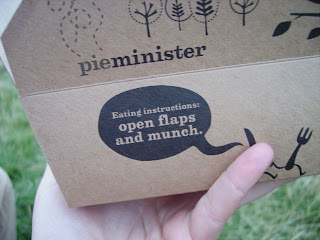 pieminister
Eating instructions:
open flaps
and munch.